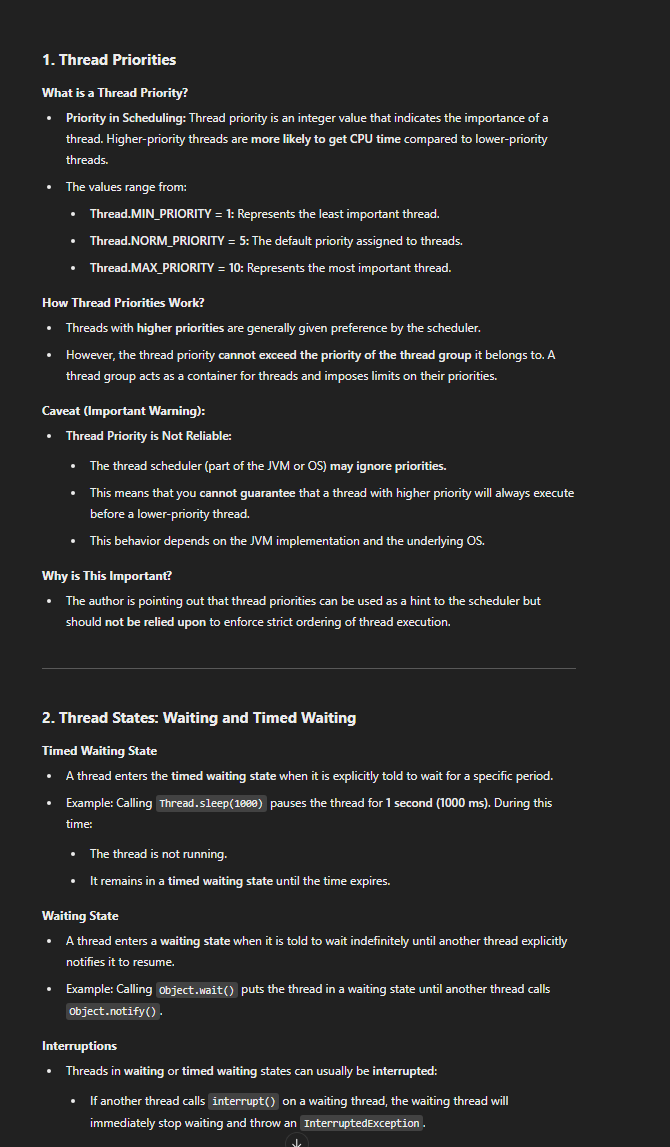 1. Thread Priorities
What is a Thread Priority?
• Priority in Scheduling: Thread priority is an integer value that indicates the importance of a
thread. Higher-priority threads are more likely to get CPU time compared to lower-priority
threads.
• The values range from:
• Thread.MIN_PRIORITY = 1: Represents the least important thread.
• Thread.NORM_PRIORITY = 5: The default priority assigned to threads.
• Thread.MAX_PRIORITY = 10: Represents the most important thread.
How Thread Priorities Work?
• Threads with higher priorities are generally given preference by the scheduler.
• However, the thread priority cannot exceed the priority of the thread group it belongs to. A
thread group acts as a container for threads and imposes limits on their priorities.
Caveat (Important Warning):
• Thread Priority is Not Reliable:
• The thread scheduler (part of the JVM or OS) may ignore priorities.
• This means that you cannot guarantee that a thread with higher priority will always execute
before a lower-priority thread.
• This behavior depends on the JVM implementation and the underlying OS.
Why is This Important?
• The author is pointing out that thread priorities can be used as a hint to the scheduler but
should not be relied upon to enforce strict ordering of thread execution.
2. Thread States: Waiting and Timed Waiting
Timed Waiting State
• A thread enters the timed waiting state when it is explicitly told to wait for a specific period.
• Example: Calling Thread.sleep(1000) pauses the thread for 1 second (1000 ms). During this
time:
• The thread is not running.
• It remains in a timed waiting state until the time expires.
Waiting State
• A thread enters a waiting state when it is told to wait indefinitely until another thread explicitly
notifies it to resume.
• Example: Calling Object.wait() puts the thread in a waiting state until another thread calls
Object.notify().
Interruptions
• Threads in waiting or timed waiting states can usually be interrupted:
• If another thread calls interrupt() on a waiting thread, the waiting thread will
immediately stop waiting and throw an InterruptedException.